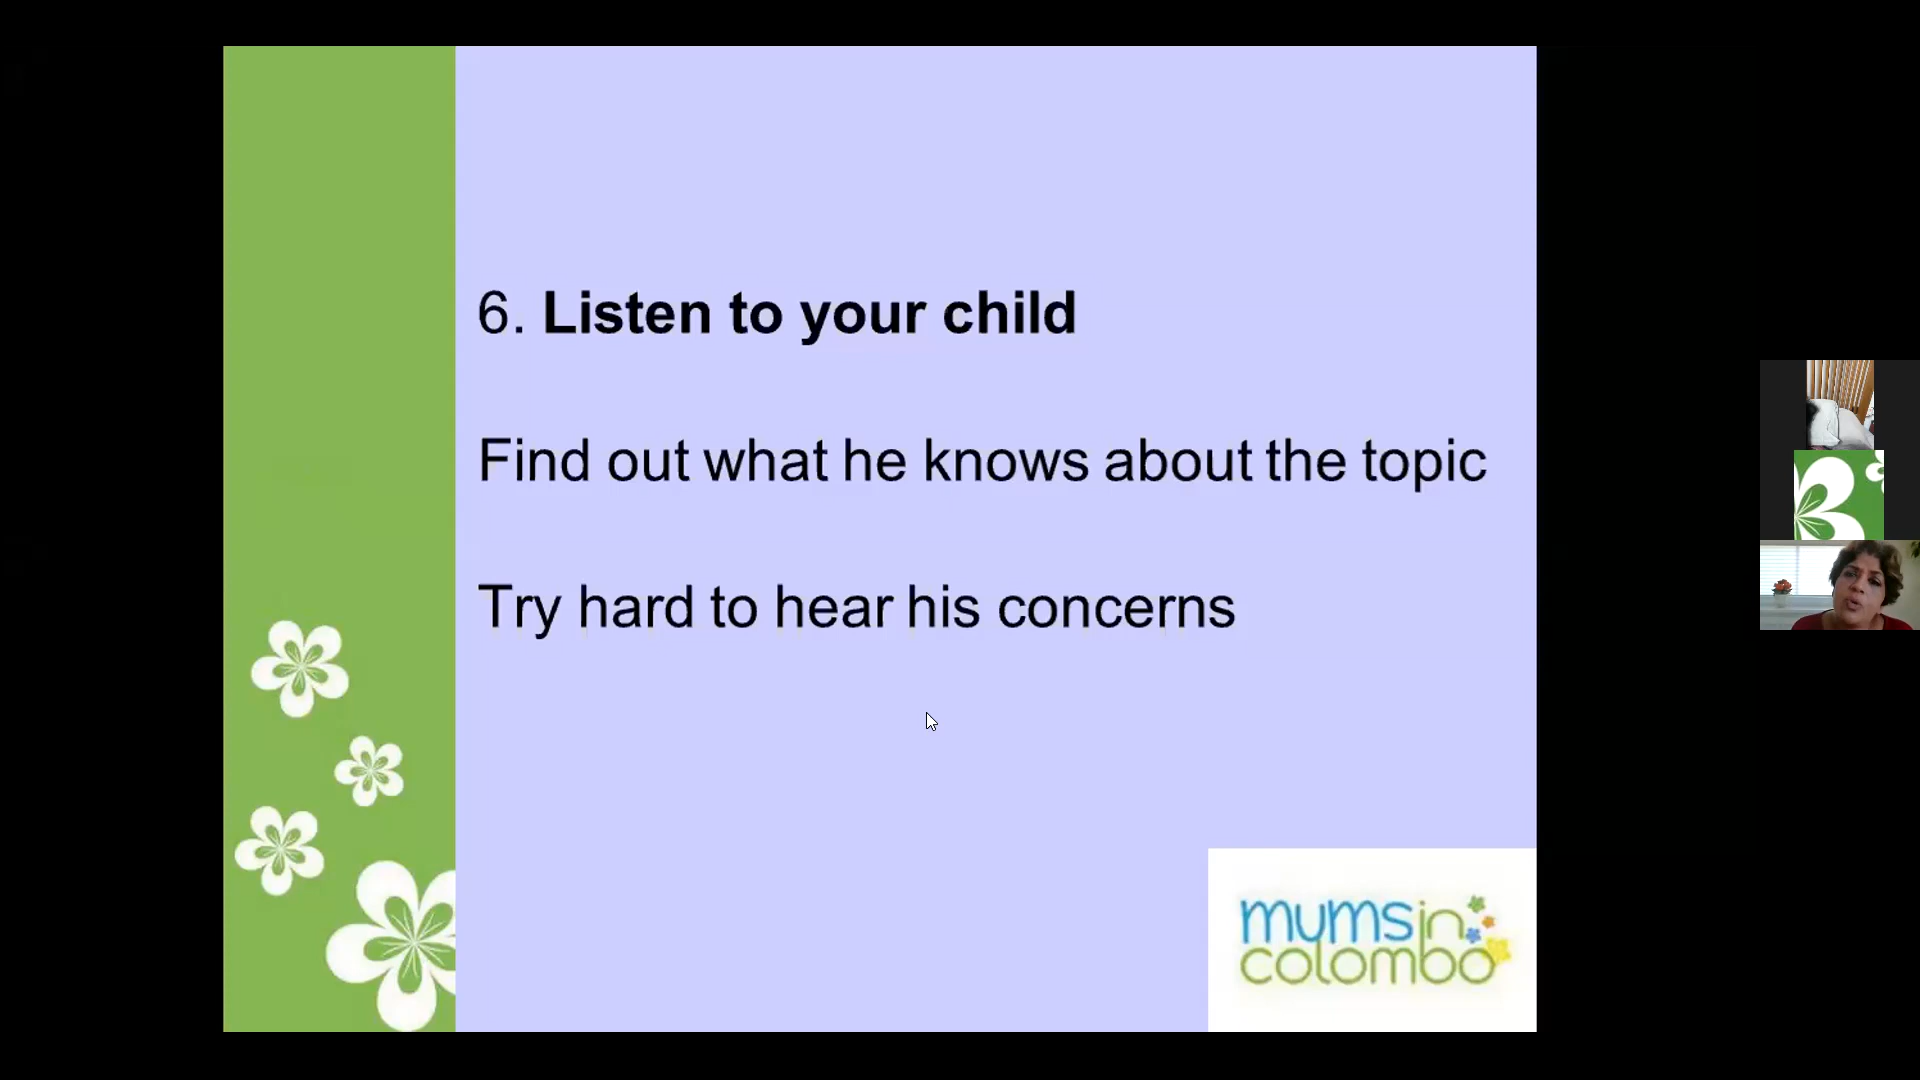 6. Listen to your child
Find out what he knows about the topic
Try hard to hear his concerns
mumsin
colombo